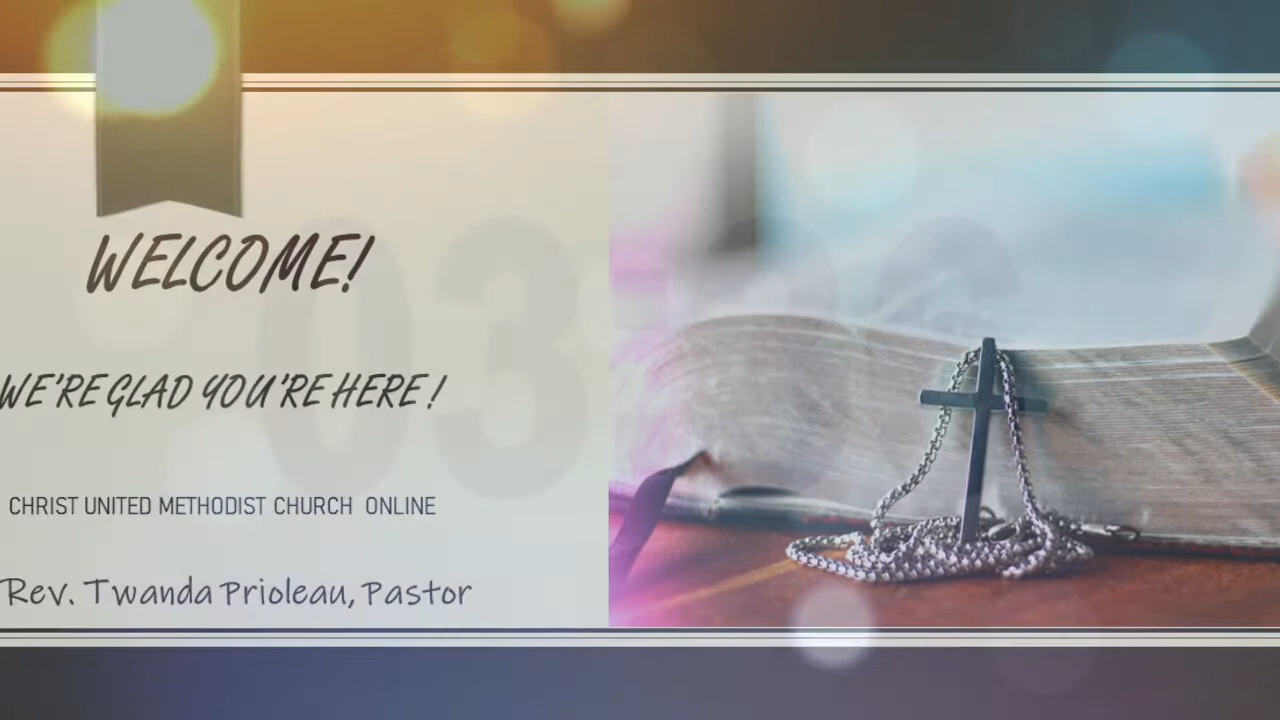 WELCOME!
WE'RE GLAD YOU'RE HERE !
CHRIST UNITED METHODIST CHURCH ONLINE
Rev. Twanda Prioleau, Pastor